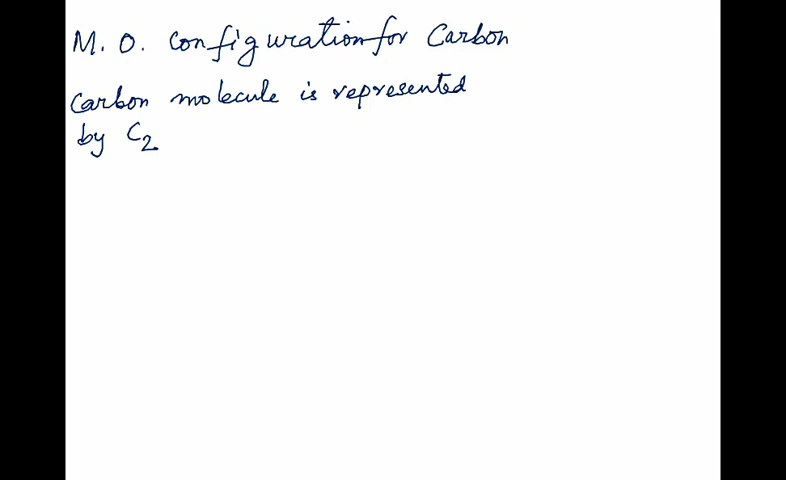 M. O. Configuration for Carbon
Carbon molecule is represented
by C₂